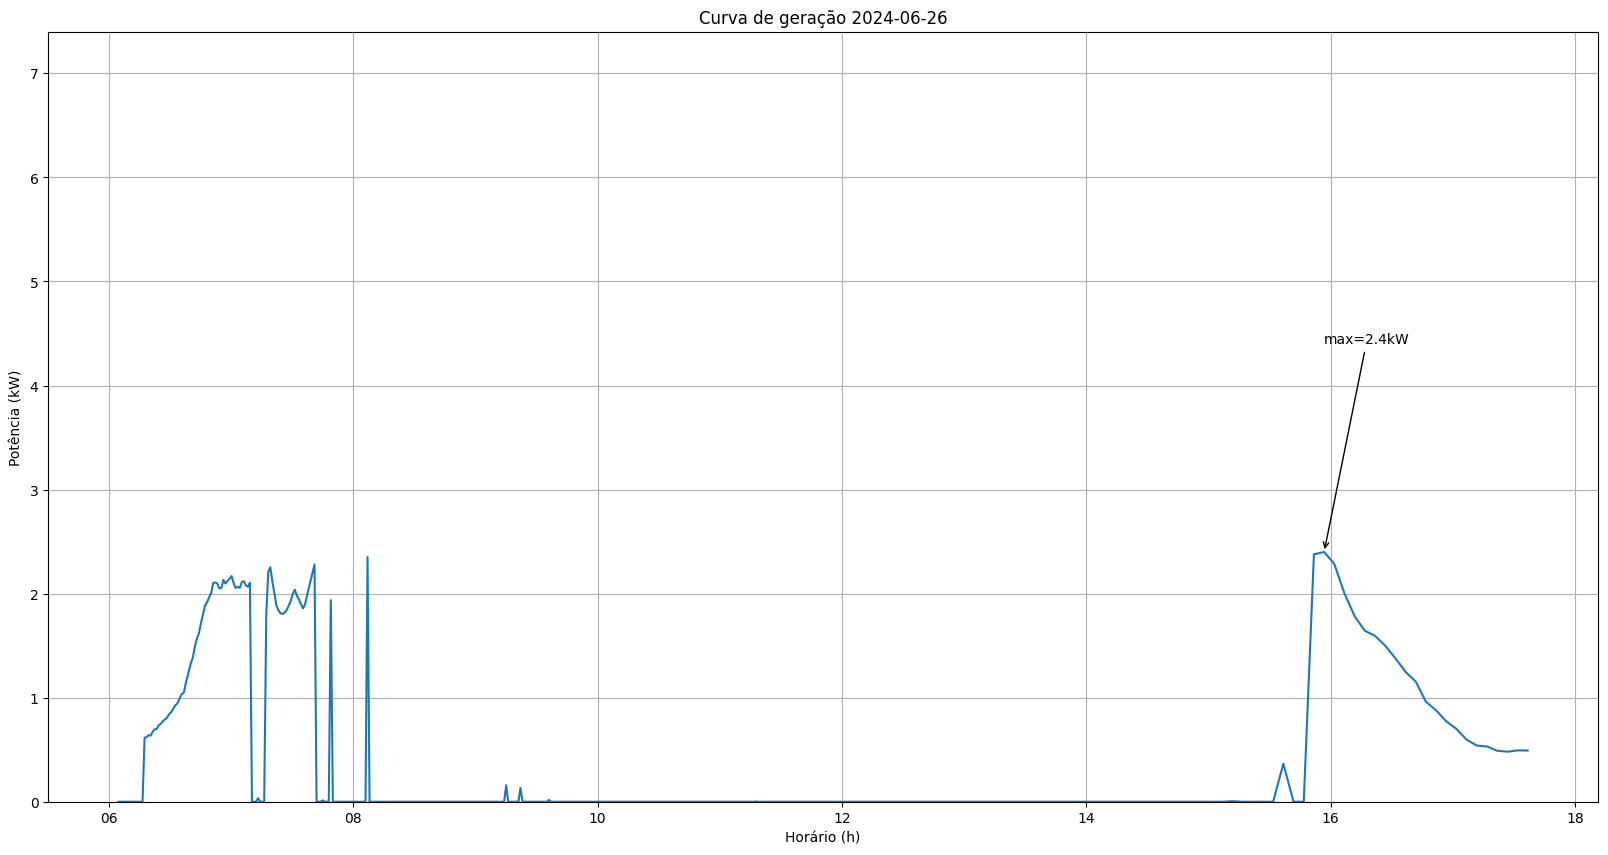 Curva de geração 2024-06-26
7
6
5
4
3
2
1
0
Potência (kW)
max=2.4kW
06 08 10 12 14 16 18
Horário (h)